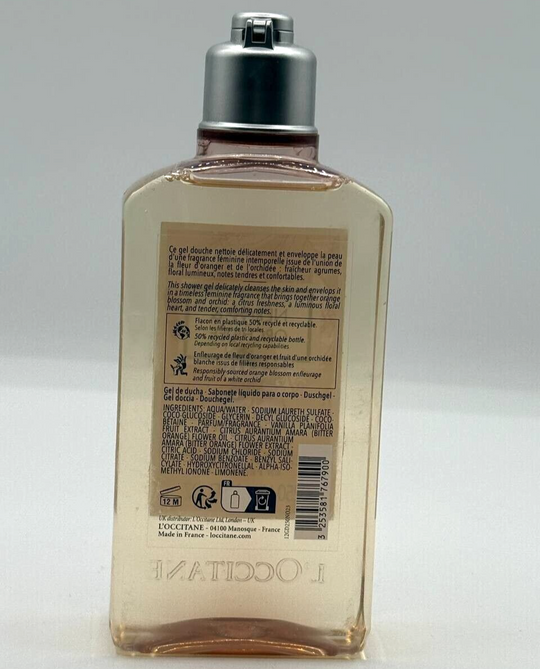 Ce gel douche nettoie délicatement et enveloppe la peau
d'une fragrance féminine intemporelle issue de l'union de
la fleur d'oranger et de l'orchidée : fraîcheur agrumes,
floral lumineux, notes tendres et confortables.
This shower gel delicately cleanses the skin and envelops it
in a timeless feminine fragrance that brings together orange
blossom and orchid: a citrus freshness, a luminous floral
heart, and tender, comforting notes.
Flacon en plastique 50% recyclé et recyclable.
Selon les filières de tri locales
50% recycled plastic and recyclable bottle.
Depending on local recycling capabilities
Enfleurage de fleur d'oranger et fruit d'une orchidée
blanche issus de filières responsables
Responsibly sourced orange blossom enfleurage
and fruit of a white orchid
Gel de ducha - Sabonete líquido para o corpo - Duschgel -
Gel doccia - Douchegel.
INGREDIENTS: AQUA/WATER - SODIUM LAURETH SULFATE -
COCO-GLUCOSIDE - GLYCERIN - DECYL GLUCOSIDE - COCO-
BETAINE - PARFUM/FRAGRANCE - VANILLA PLANIFOLIA
FRUIT EXTRACT - CITRUS AURANTIUM AMARA (BITTER
ORANGE) FLOWER OIL - CITRUS AURANTIUM
AMARA (BITTER ORANGE) FLOWER EXTRACT -
CITRIC ACID - SODIUM CHLORIDE - SODIUM
CITRATE - SODIUM BENZOATE - BENZYL SALI-
CYLATE - HYDROXYCITRONELLAL - ALPHA-ISO-
METHYL IONONE - LIMONENE.
12 M
FR
3 253581 767900
UK distributer: L'Occitane Ltd, London - UK
L'OCCITANE - 04100 Manosque - France
Made in France - loccitane.com
L'OCCITANE